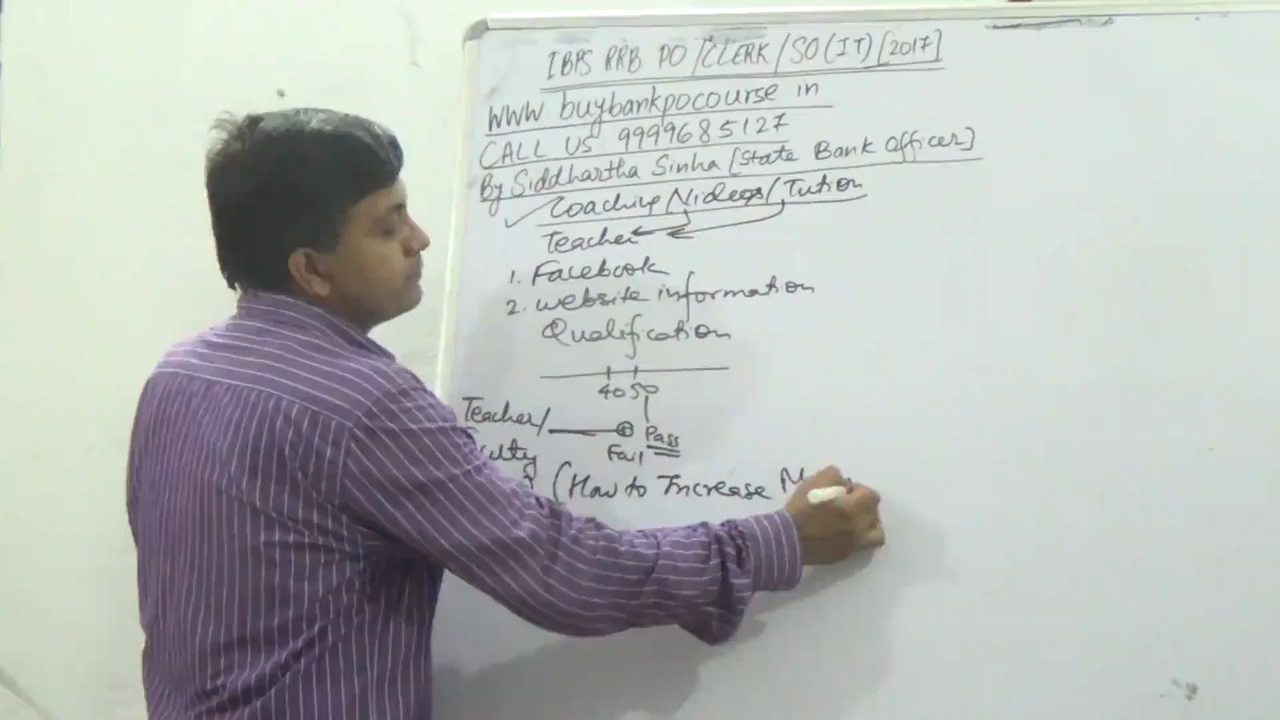 IBPS RRB PO/CLERK/SO(IT)[2017]
WWW buybankpocourse in
CALL US 9999685127
By Siddhartha Sinha [State Bank officer]
Coaching/Videos/Tution
Teacher
1. Facebook
2. website information
Qualification
40 50
Teacher/ Pass
Fail
(How to Increase M